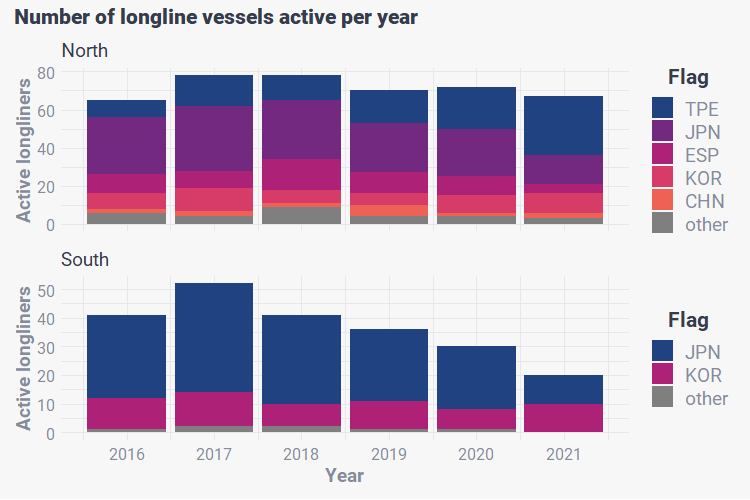 Number of longline vessels active per year
North
Active longliners
80
60
40
20
0
Flag
TPE
JPN
ESP
KOR
CHN
other
South
Active longliners
50
40
30
20
10
0
Flag
JPN
KOR
other
2016 2017 2018 2019 2020 2021
Year